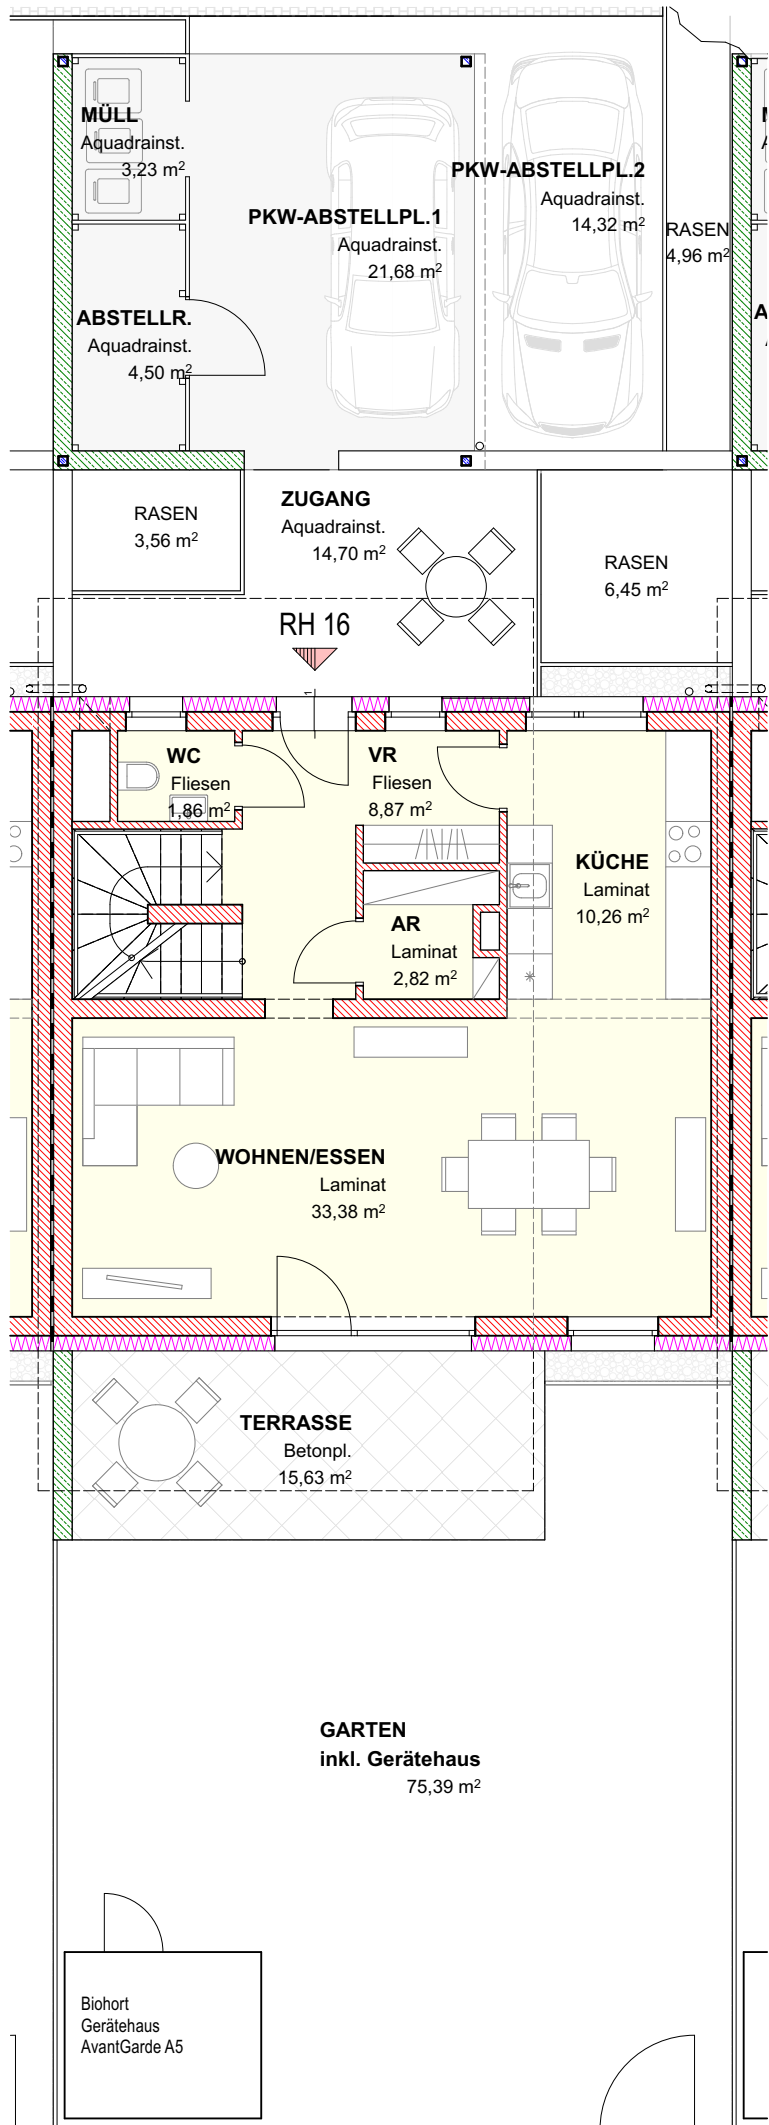 MÜLL
Aquadrainst.
3,23 m²
PKW-ABSTELLPL.2
Aquadrainst.
14,32 m²
PKW-ABSTELLPL.1
Aquadrainst.
21,68 m²
RASEN
4,96 m²
ABSTELLR.
Aquadrainst.
4,50 m²
ZUGANG
Aquadrainst.
14,70 m²
RASEN
3,56 m²
RASEN
6,45 m²
RH 16
1
WC
Fliesen
1,86 m²
VR
Fliesen
8,87 m²
KÜCHE
Laminat
10,26 m²
AR
Laminat
2,82 m²
WOHNEN/ESSEN
Laminat
33,38 m²
TERRASSE
Betonpl.
15,63 m²
GARTEN
inkl. Gerätehaus
75,39 m²
Biohort
Gerätehaus
AvantGarde A5